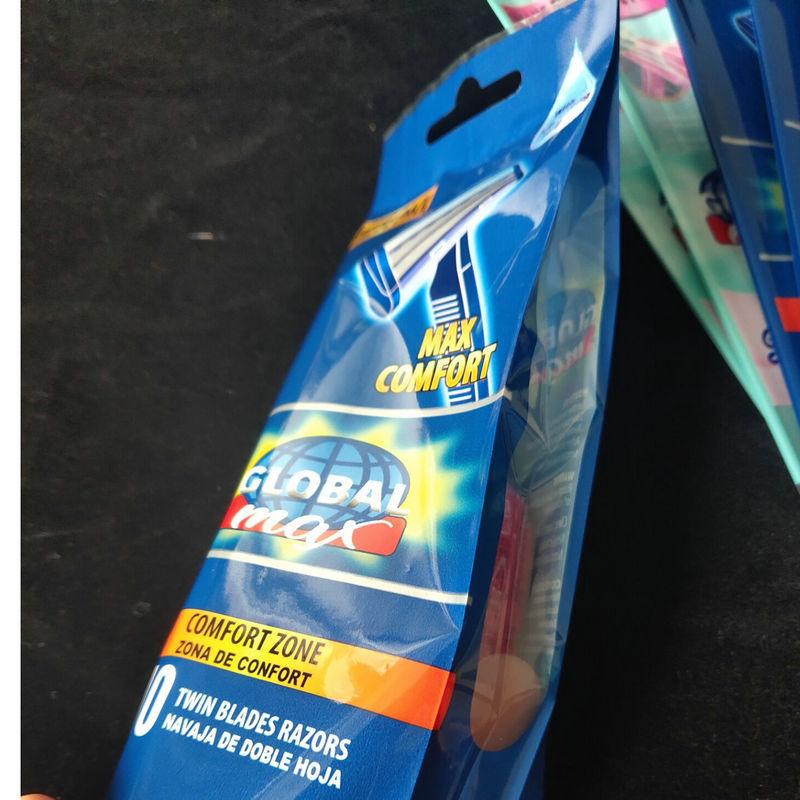 MAX
COMFORT
GLOBAL
max
COMFORT ZONE
ZONA DE CONFORT
TWIN BLADES RAZORS
NAVAJA DE DOBLE HOJA